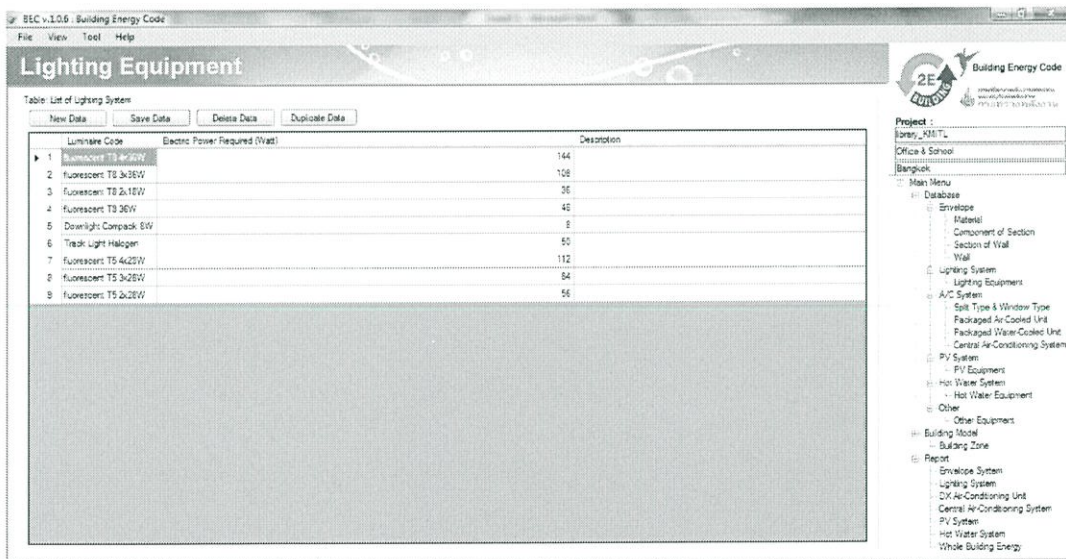 BEC v.1.0.6 : Building Energy Code
File View Tool Help
Lighting Equipment
Table: List of Lighting System
New Data Save Data Delete Data Duplicate Data
Luminaire Code Electric Power Required (Watt) Description
1 fluorescent T8 4x36W 144
2 fluorescent T8 3x36W 108
3 fluorescent T8 2x18W 36
4 fluorescent T8 36W
5 Downlight Compack 8W 8
6 Track Light Halogen 50
7 fluorescent T5 4x28W 112
8 fluorescent T5 3x28W 84
9 fluorescent T5 2x28W 56
2E
BUILDING
Building Energy Code
Project :
library_KMITL
Office & School
Bangkok
Main Menu
Database
Envelope
Material
Component of Section
Section of Wall
Wall
Lighting System
Lighting Equipment
A/C System
Split Type & Window Type
Packaged Air-Cooled Unit
Packaged Water-Cooled Unit
Central Air-Conditioning System
PV System
PV Equipment
Hot Water System
Hot Water Equipment
Other
Other Equipment
Building Model
Building Zone
Report
Envelope System
Lighting System
DX Air-Conditioning Unit
Central Air-Conditioning System
PV System
Hot Water System
Whole Building Energy